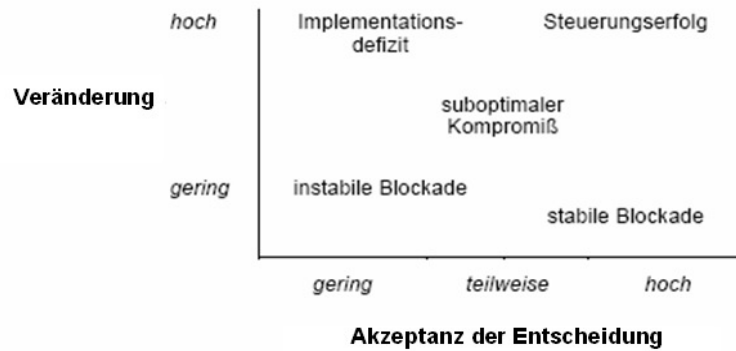 hoch
Implementations-
defizit
Steuerungserfolg
Veränderung
suboptimaler
Kompromiß
gering
instabile Blockade
stabile Blockade
gering
teilweise
hoch
Akzeptanz der Entscheidung